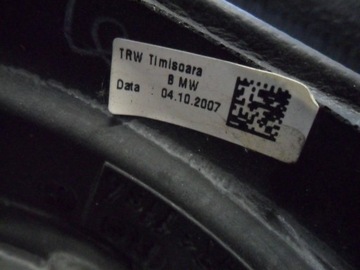 TRW Timisoara
BMW
Data : 04.10.2007